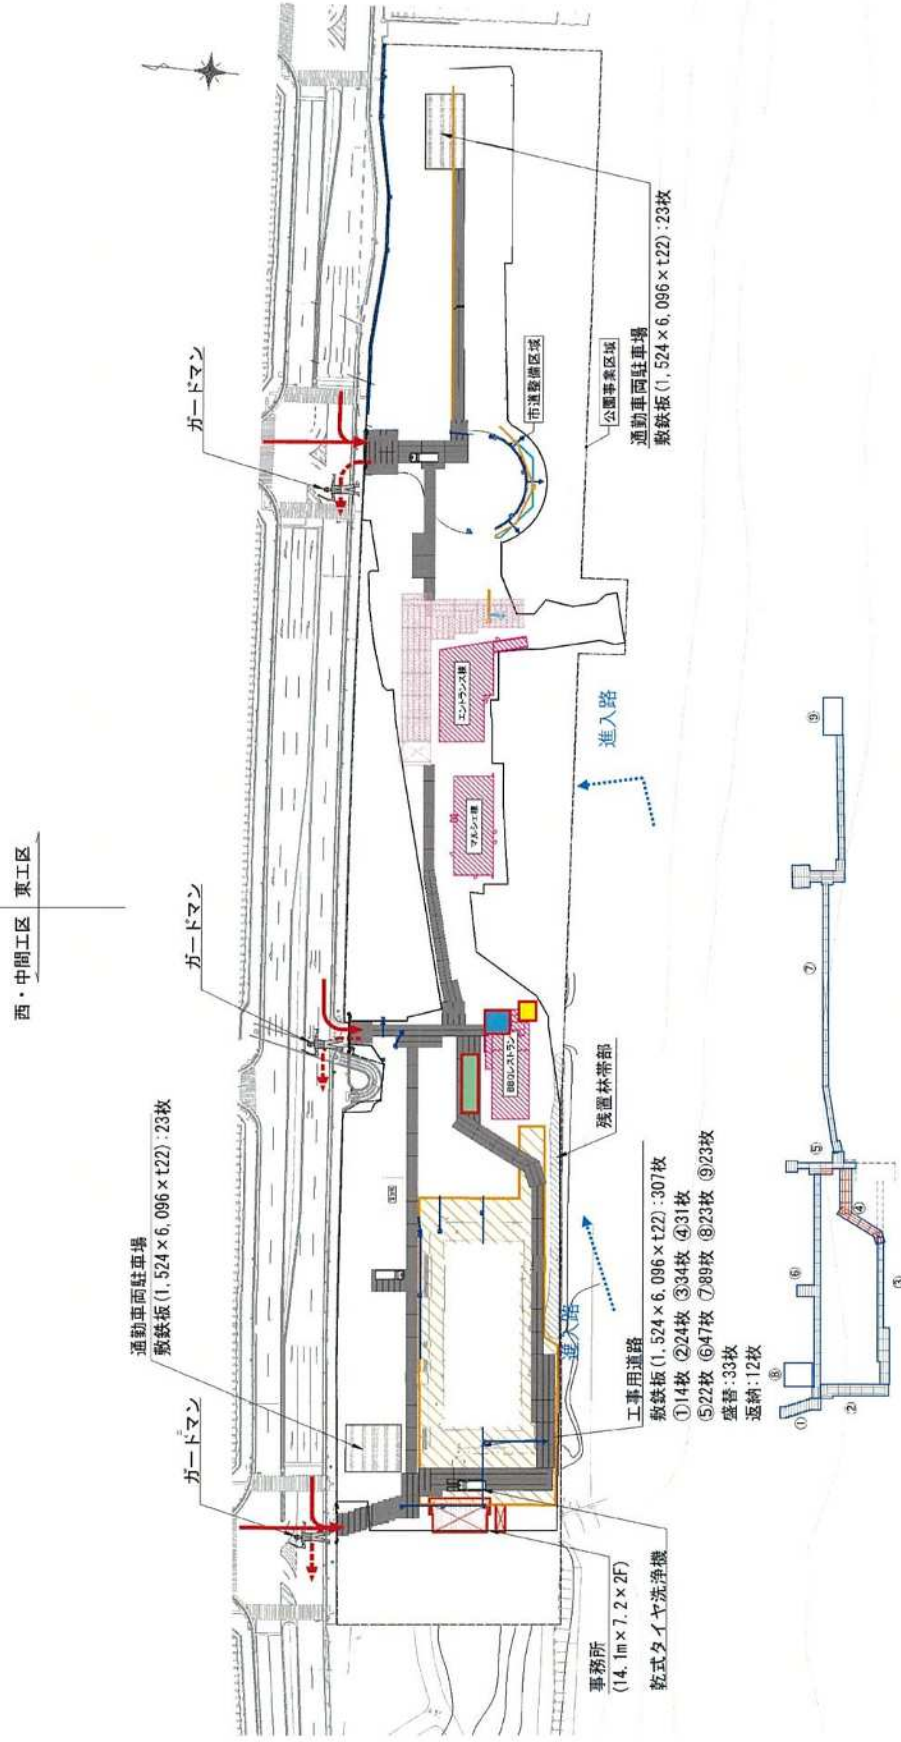 西・中間工区 東工区
ガードマン
ガードマン
ガードマン
通勤車両駐車場
敷鉄板(1,524×6,096×t22):23枚
エントランス棟
マルシェ棟
BBQレストラン
市道整備区域
公園事業区域
通勤車両駐車場
敷鉄板(1,524×6,096×t22):23枚
進入路
進入路
残置林帯部
事務所
(14.1m×7.2×2F)
乾式タイヤ洗浄機
工事用道路
敷鉄板(1,524×6,096×t22):307枚
①14枚 ②24枚 ③34枚 ④31枚
⑤22枚 ⑥47枚 ⑦89枚 ⑧23枚 ⑨23枚
盛替:33枚
返納:12枚
①
②
③
④
⑤
⑥
⑦
⑧
⑨